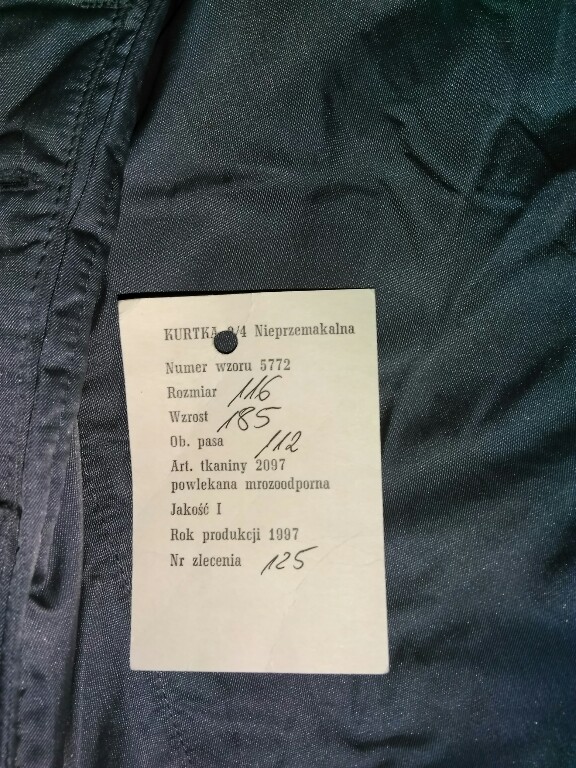 KURTKA 3/4 Nieprzemakalna
Numer wzoru 5772
Rozmiar 116
Wzrost 185
Ob. pasa 112
Art. tkaniny 2097
powlekana mrozoodporna
Jakość I
Rok produkcji 1997
Nr zlecenia 125